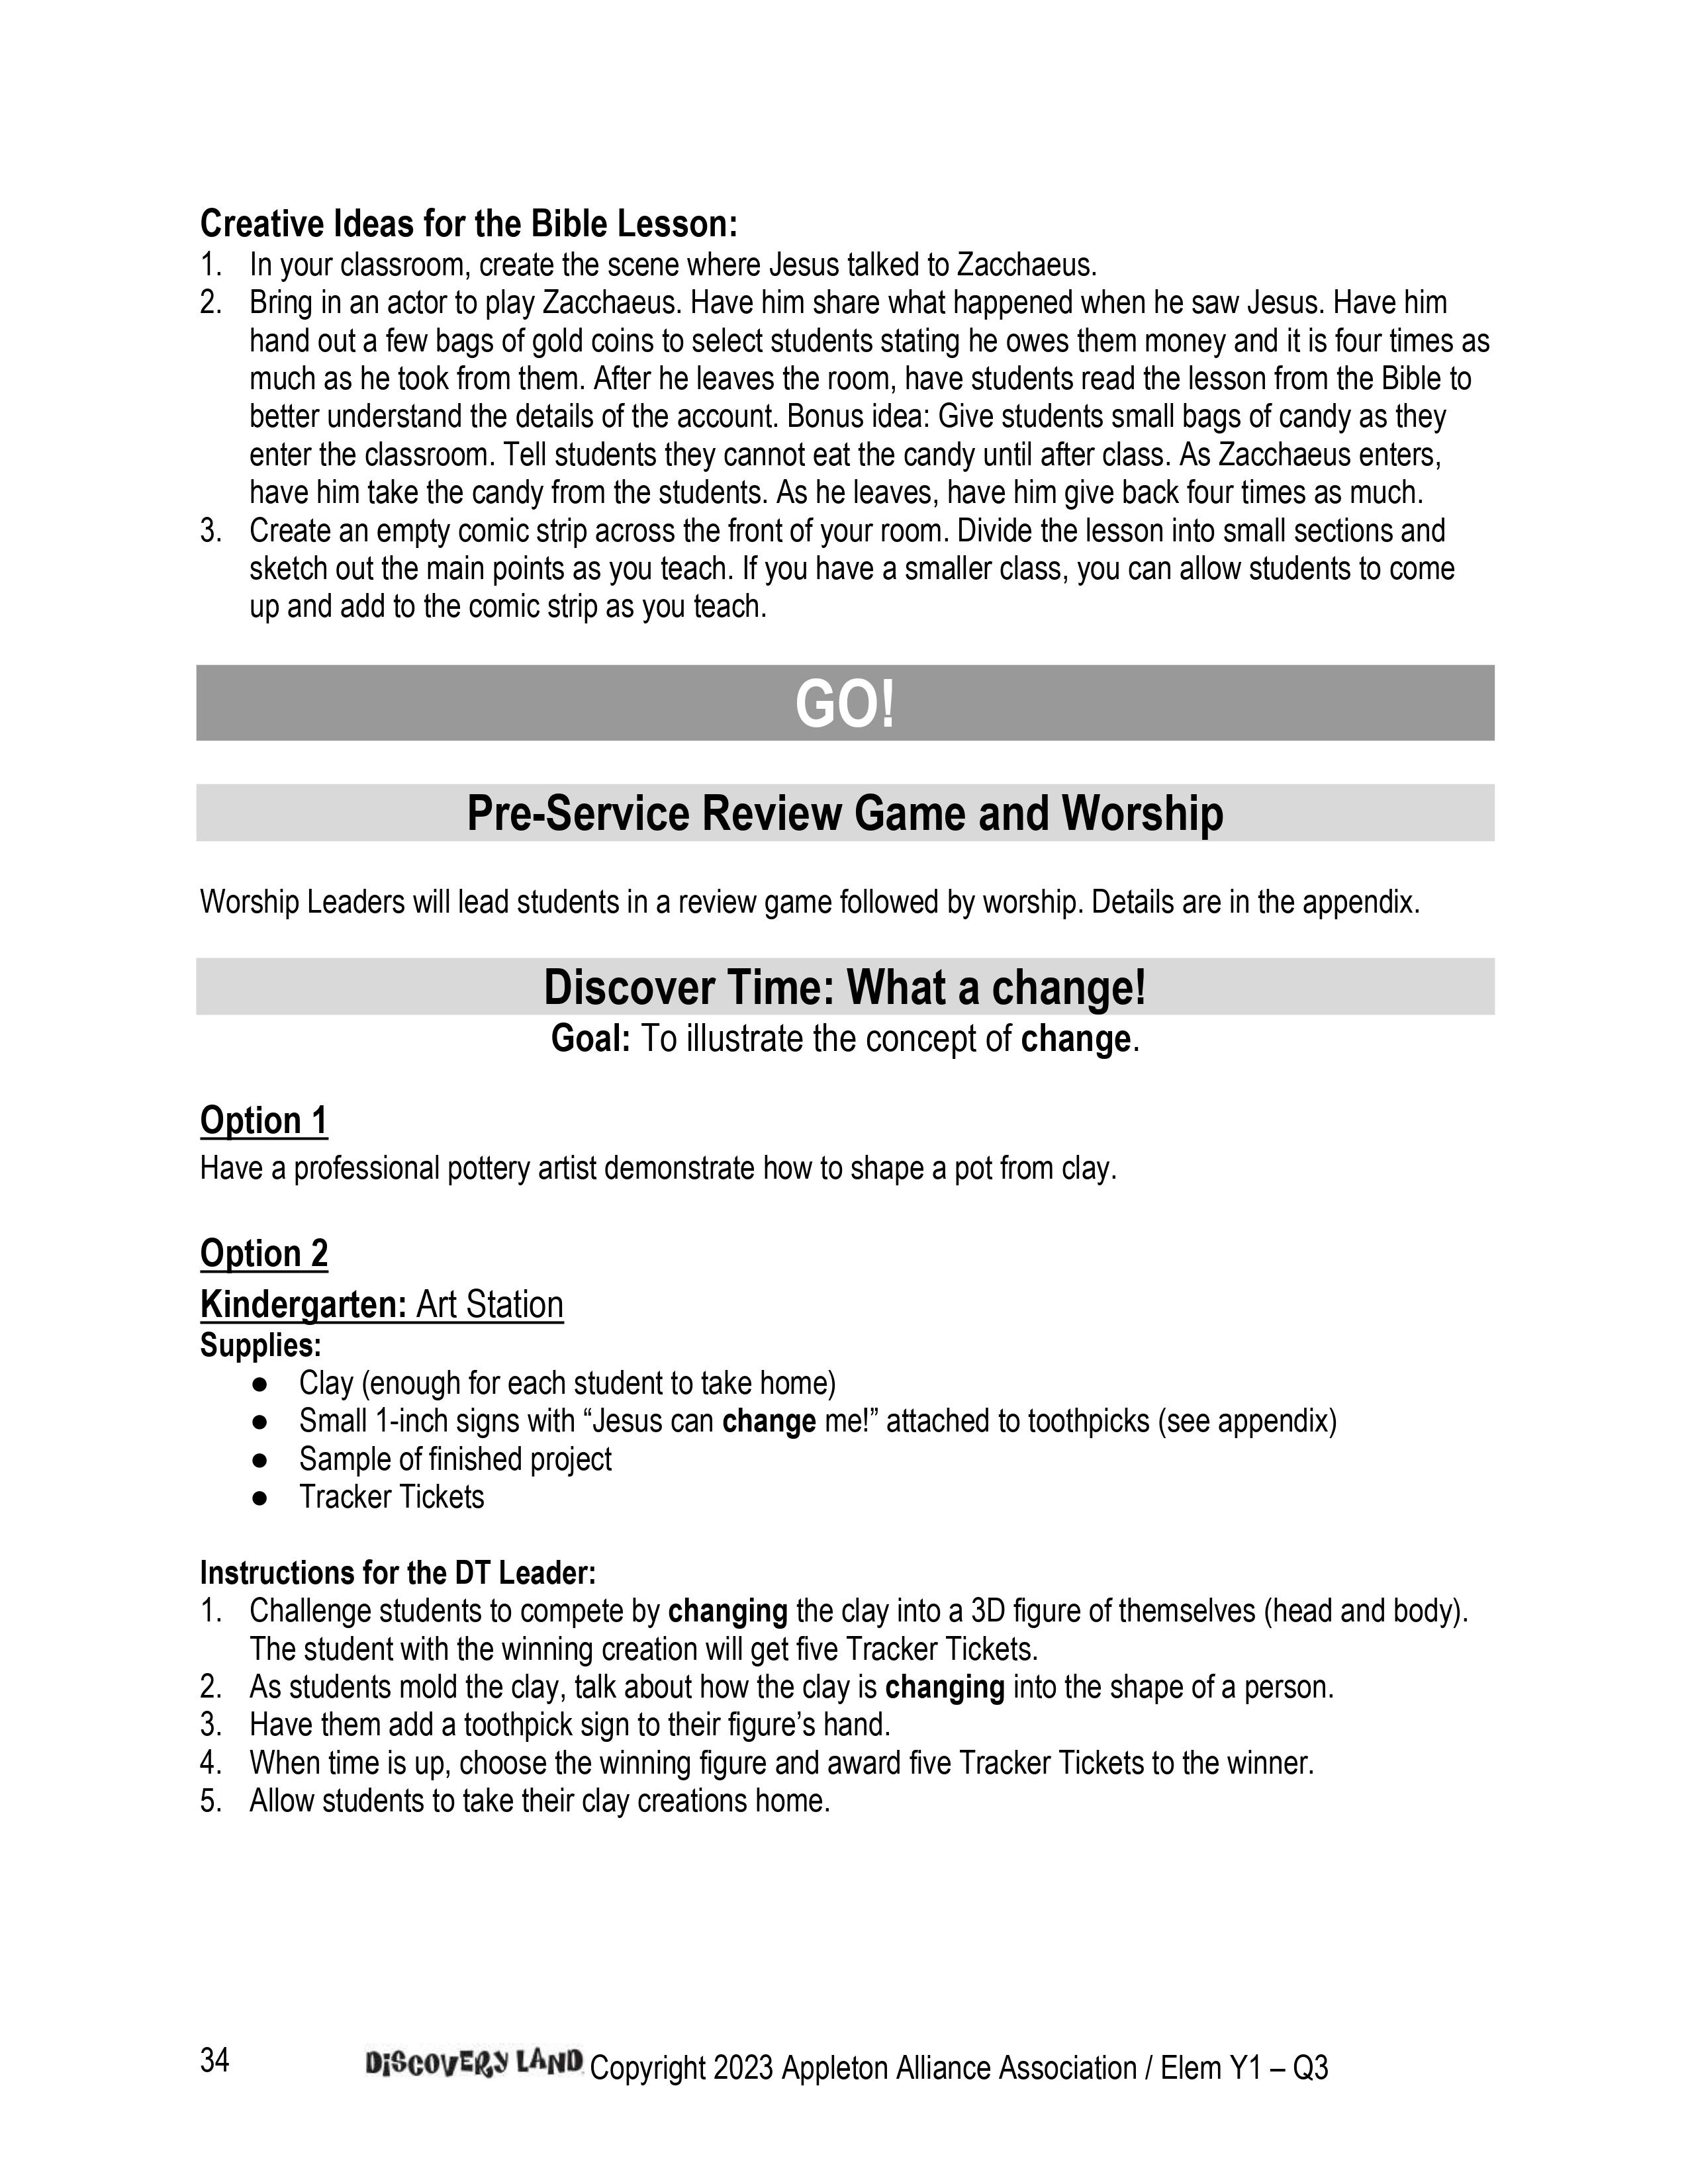 Creative Ideas for the Bible Lesson:
1. In your classroom, create the scene where Jesus talked to Zacchaeus.
2. Bring in an actor to play Zacchaeus. Have him share what happened when he saw Jesus. Have him
hand out a few bags of gold coins to select students stating he owes them money and it is four times as
much as he took from them. After he leaves the room, have students read the lesson from the Bible to
better understand the details of the account. Bonus idea: Give students small bags of candy as they
enter the classroom. Tell students they cannot eat the candy until after class. As Zacchaeus enters,
have him take the candy from the students. As he leaves, have him give back four times as much.
3. Create an empty comic strip across the front of your room. Divide the lesson into small sections and
sketch out the main points as you teach. If you have a smaller class, you can allow students to come
up and add to the comic strip as you teach.
GO!
Pre-Service Review Game and Worship
Worship Leaders will lead students in a review game followed by worship. Details are in the appendix.
Discover Time: What a change!
Goal: To illustrate the concept of change.
Option 1
Have a professional pottery artist demonstrate how to shape a pot from clay.
Option 2
Kindergarten: Art Station
Supplies:
● Clay (enough for each student to take home)
● Small 1-inch signs with “Jesus can change me!” attached to toothpicks (see appendix)
● Sample of finished project
● Tracker Tickets
Instructions for the DT Leader:
1. Challenge students to compete by changing the clay into a 3D figure of themselves (head and body).
The student with the winning creation will get five Tracker Tickets.
2. As students mold the clay, talk about how the clay is changing into the shape of a person.
3. Have them add a toothpick sign to their figure’s hand.
4. When time is up, choose the winning figure and award five Tracker Tickets to the winner.
5. Allow students to take their clay creations home.
34 DiSCOVERY LAND Copyright 2023 Appleton Alliance Association / Elem Y1 – Q3